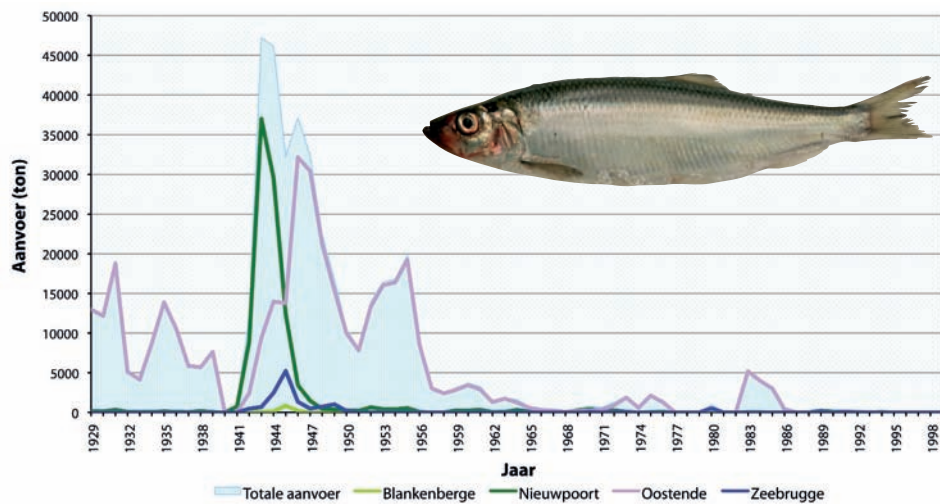 50000
45000
40000
35000
30000
25000
20000
15000
10000
5000
0
Aanvoer (ton)
1929 1932 1935 1938 1941 1944 1947 1950 1953 1956 1959 1962 1965 1968 1971 1974 1977 1980 1983 1986 1989 1992 1995 1998
Jaar
Totale aanvoer Blankenberge Nieuwpoort Oostende Zeebrugge